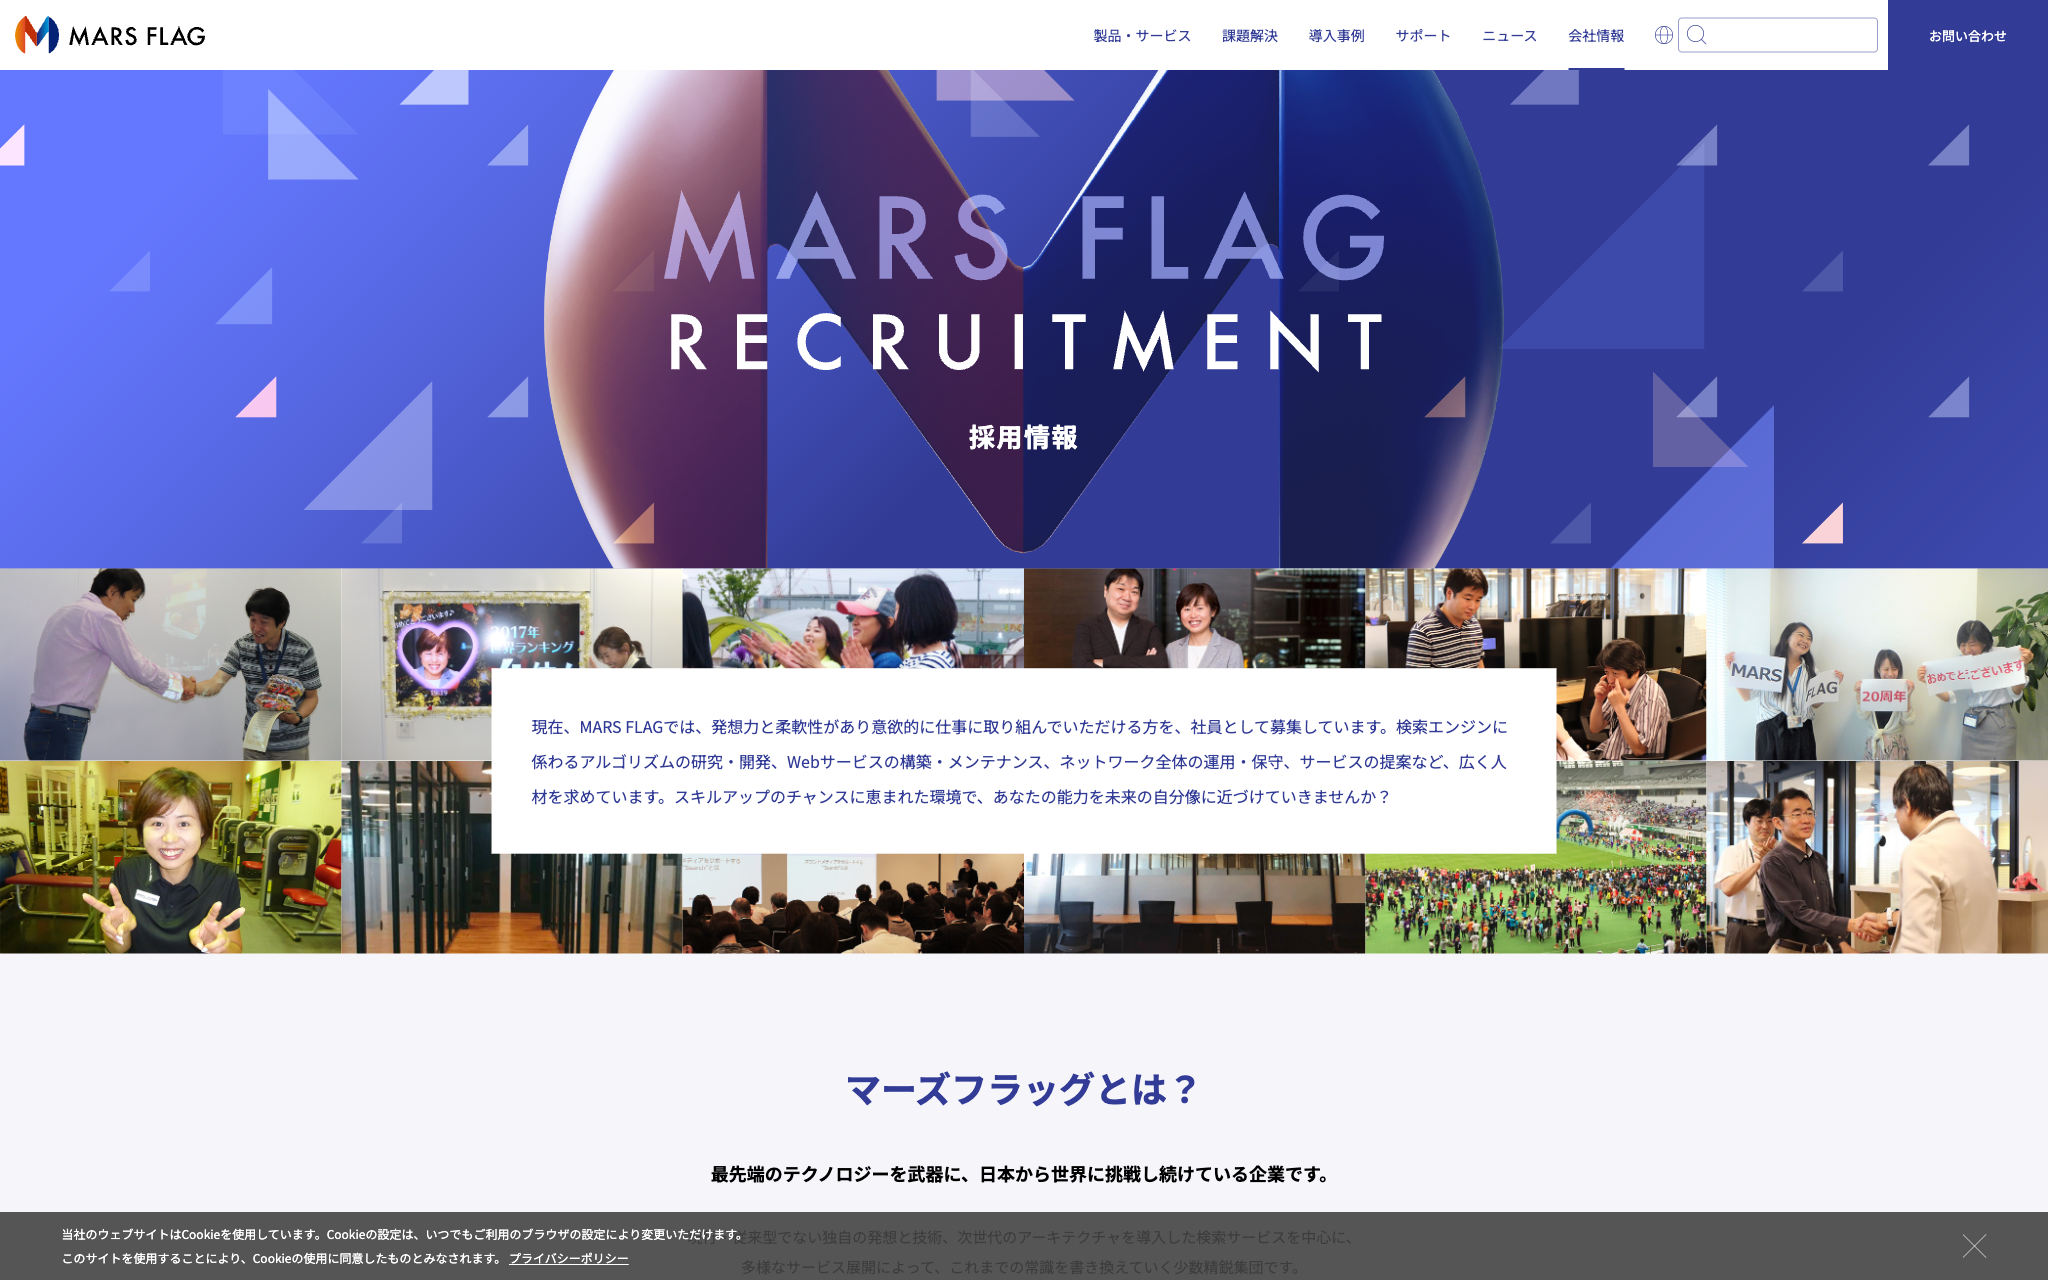 MARS FLAG
製品・サービス
課題解決
導入事例
サポート
ニュース
会社情報
お問い合わせ
MARS FLAG
RECRUITMENT
採用情報
2017年
MARS
FLAG
20周年
おめでとうございます
現在、MARS FLAGでは、発想力と柔軟性があり意欲的に仕事に取り組んでいただける方を、社員として募集しています。検索エンジンに
係わるアルゴリズムの研究・開発、Webサービスの構築・メンテナンス、ネットワーク全体の運用・保守、サービスの提案など、広く人
材を求めています。スキルアップのチャンスに恵まれた環境で、あなたの能力を未来の自分像に近づけていきませんか？
マーズフラッグとは？
最先端のテクノロジーを武器に、日本から世界に挑戦し続けている企業です。
従来型でない独自の発想と技術、次世代のアーキテクチャを導入した検索サービスを中心に、
多様なサービス展開によって、これまでの常識を書き換えていく少数精鋭集団です。
当社のウェブサイトはCookieを使用しています。Cookieの設定は、いつでもご利用のブラウザの設定により変更いただけます。
このサイトを使用することにより、Cookieの使用に同意したものとみなされます。 プライバシーポリシー